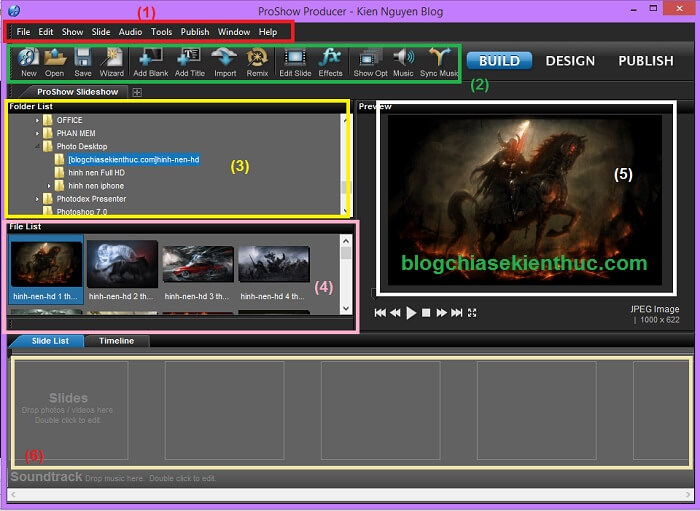 (1)
ProShow Producer - Kien Nguyen Blog
File Edit Show Slide Audio Tools Publish Window Help
New Open Save Wizard Add Blank Add Title Import Remix Edit Slide Effects Show Opt Music Sync Music
BUILD DESIGN PUBLISH
(2)
ProShow Slideshow
Folder List
OFFICE
PHAN MEM
Photo Desktop
[blogchiasekienthuc.com]hinh-nen-hd
hinh nen Full HD
hinh nen iphone
Photodex Presenter
Photoshop 7.0
(3)
Preview
(5)
blogchiasekienthuc.com
File List
hinh-nen-hd 1 th... hinh-nen-hd 2 th... hinh-nen-hd 3 th... hinh-nen-hd 4 th...
(4)
JPEG Image
| 1000 x 622
Slide List Timeline
Slides
Drop photos / videos here.
Double click to edit.
(6)
Soundtrack Drop music here. Double click to edit.